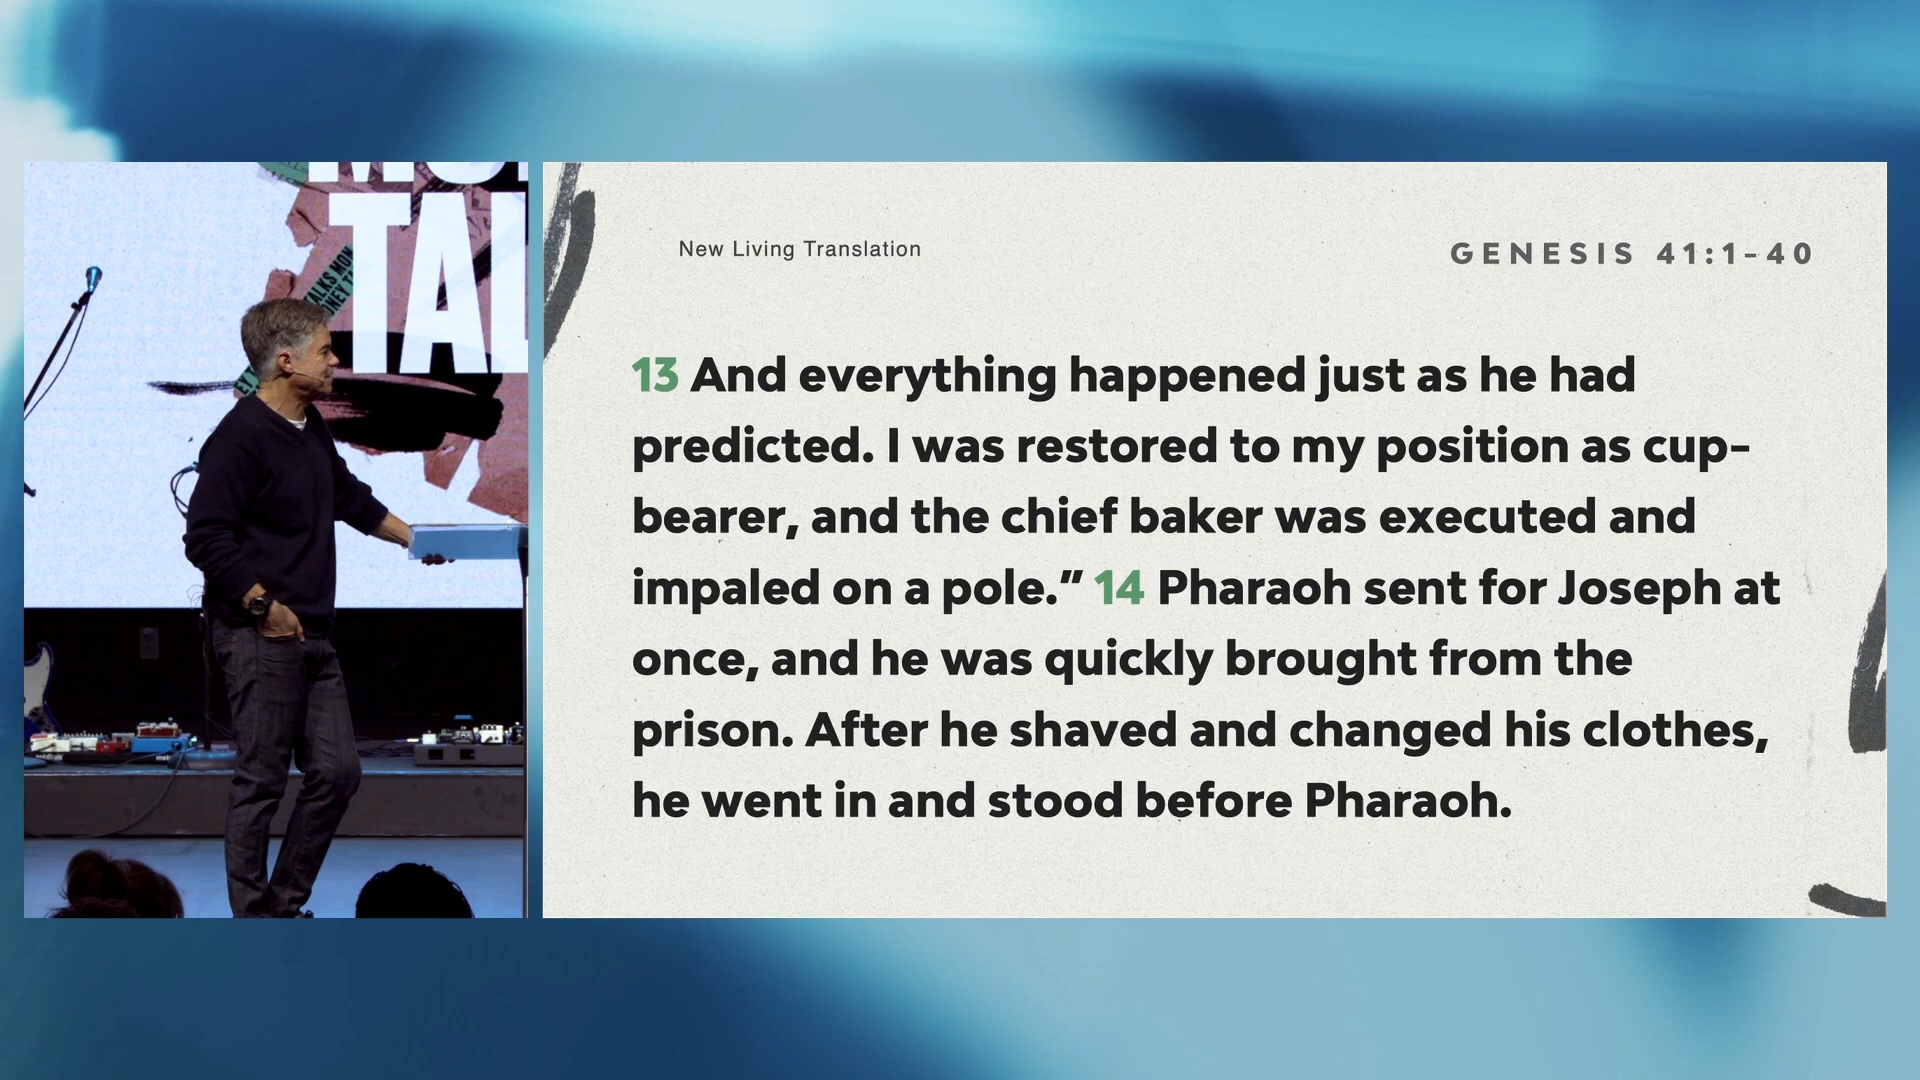 TAL
ALKS MON
ONEY T
New Living Translation
GENESIS 41:1-40
13 And everything happened just as he had
predicted. I was restored to my position as cup-
bearer, and the chief baker was executed and
impaled on a pole.” 14 Pharaoh sent for Joseph at
once, and he was quickly brought from the
prison. After he shaved and changed his clothes,
he went in and stood before Pharaoh.